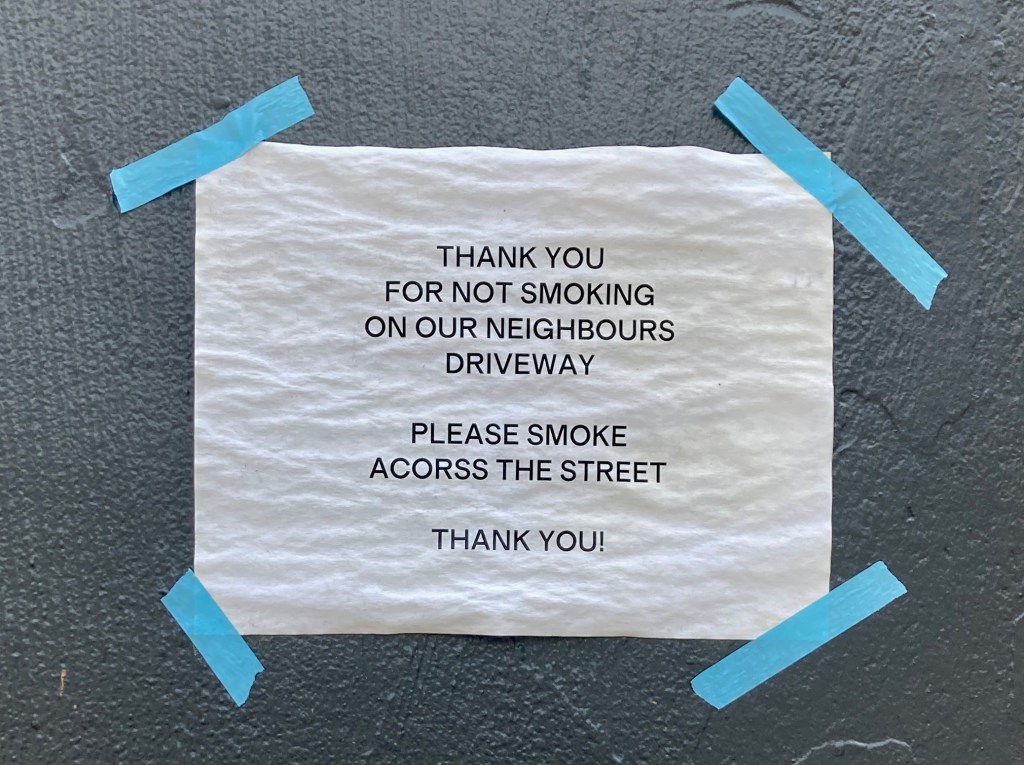 THANK YOU
FOR NOT SMOKING
ON OUR NEIGHBOURS
DRIVEWAY
PLEASE SMOKE
ACORSS THE STREET
THANK YOU!